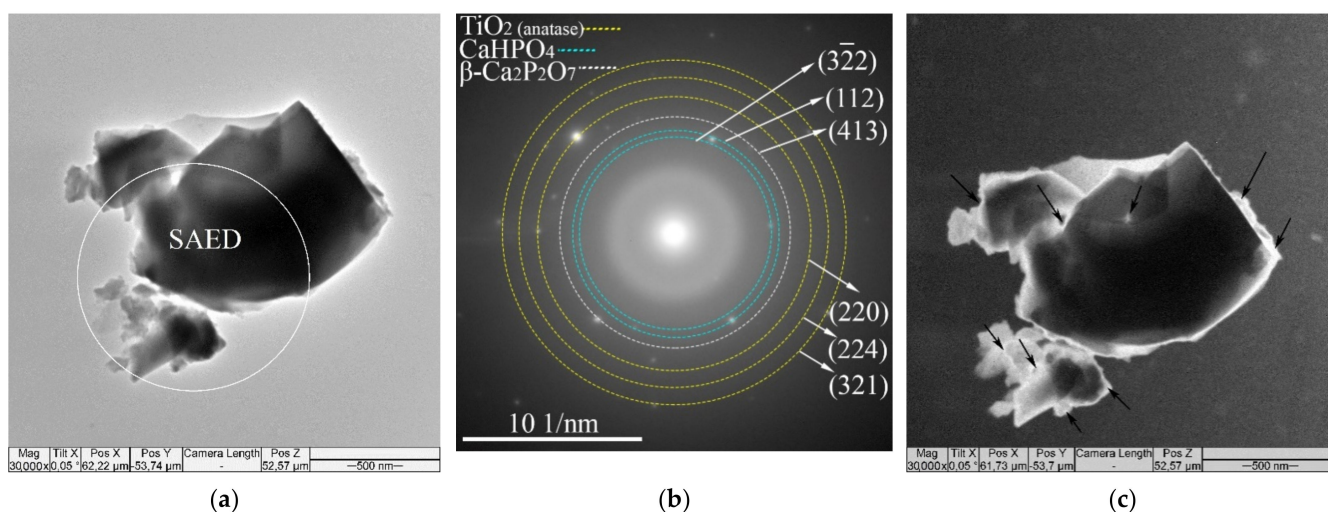 SAED
Mag Tilt X Pos X Pos Y Camera Length Pos Z
30,000x 0,05 ° 62,22 µm -53,74 µm - 52,57 µm —500 nm—
(a)
TiO₂ (anatase)
CaHPO₄
β-Ca₂P₂O₇
(32̅2)
(112)
(413)
(220)
(224)
(321)
10 1/nm
(b)
Mag Tilt X Pos X Pos Y Camera Length Pos Z
30,000x 0,05 ° 61,73 µm -53,7 µm - 52,57 µm —500 nm—
(c)